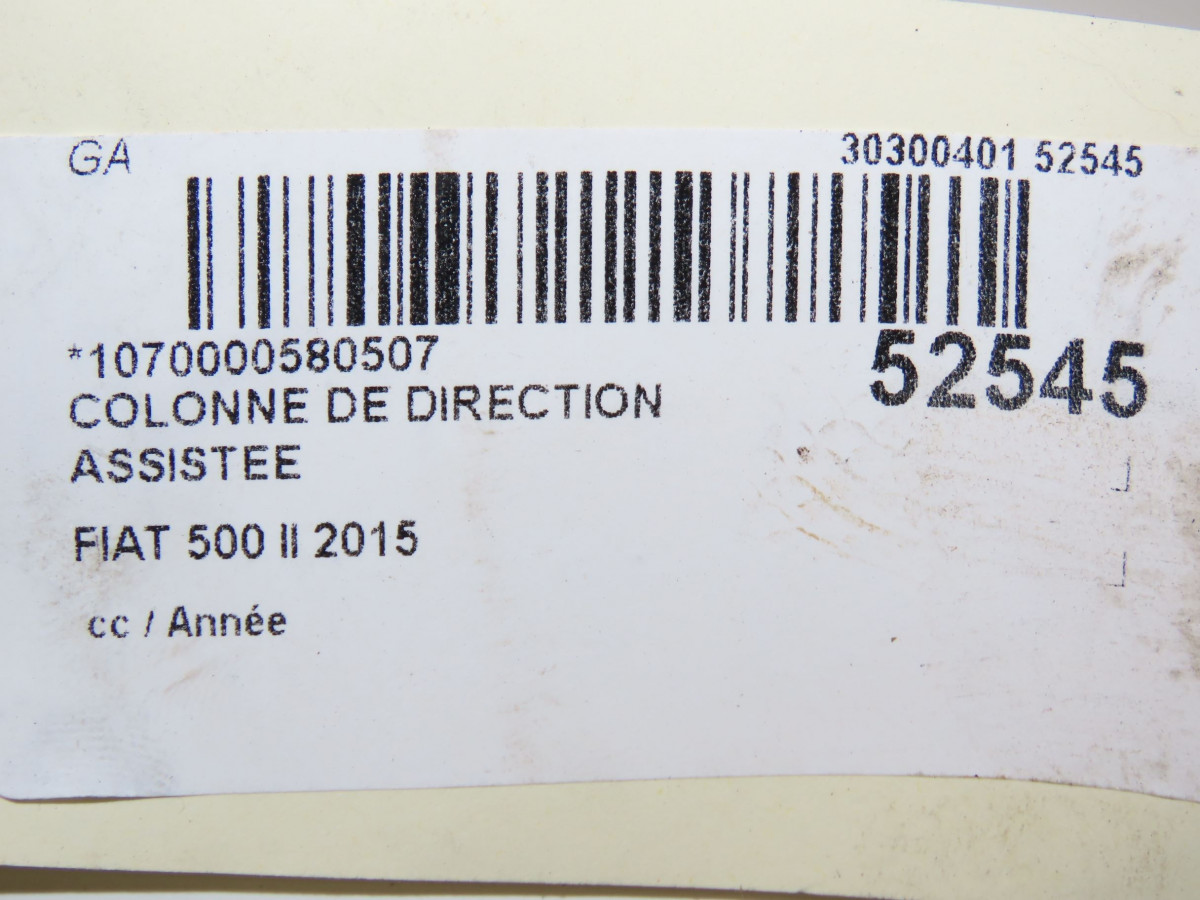 GA
30300401 52545
*1070000580507
52545
COLONNE DE DIRECTION
ASSISTEE
FIAT 500 II 2015
cc / Année